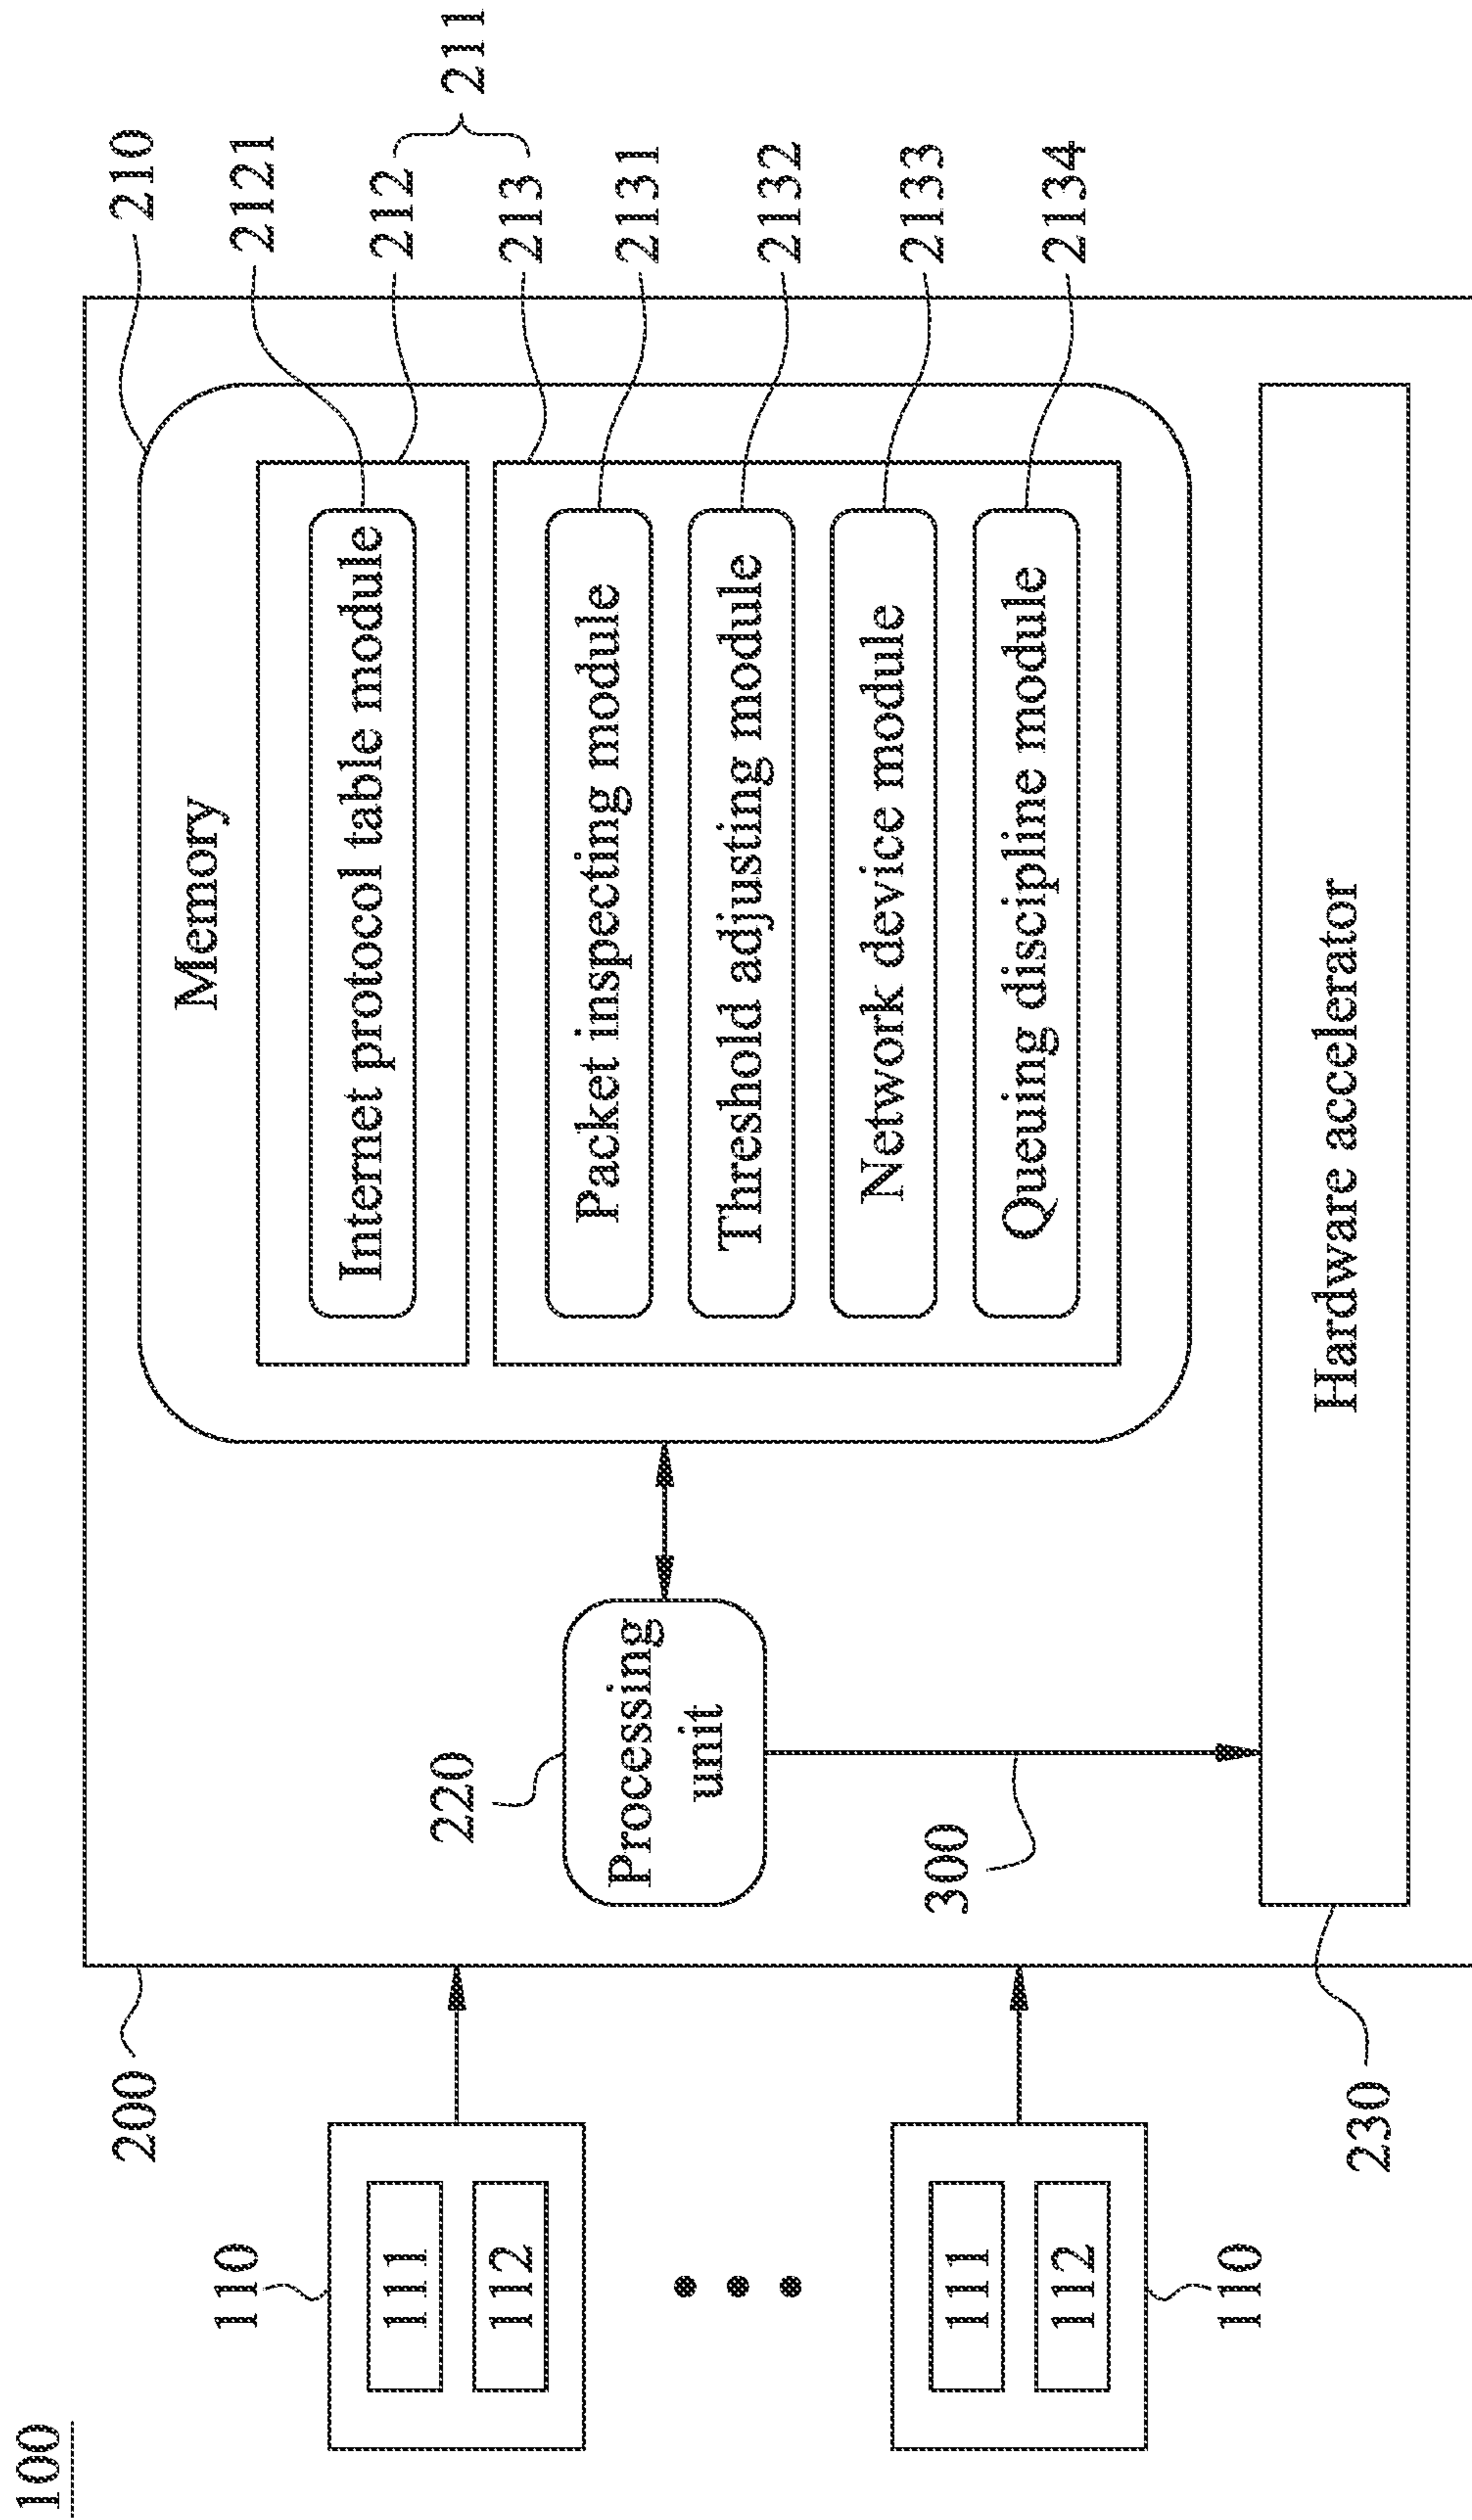 100
110
111
112
111
112
110
200
220
Processing
unit
300
230
Memory
Internet protocol table module
Packet inspecting module
Threshold adjusting module
Network device module
Queuing discipline module
Hardware accelerator
210
2121
212
211
213
2131
2132
2133
2134